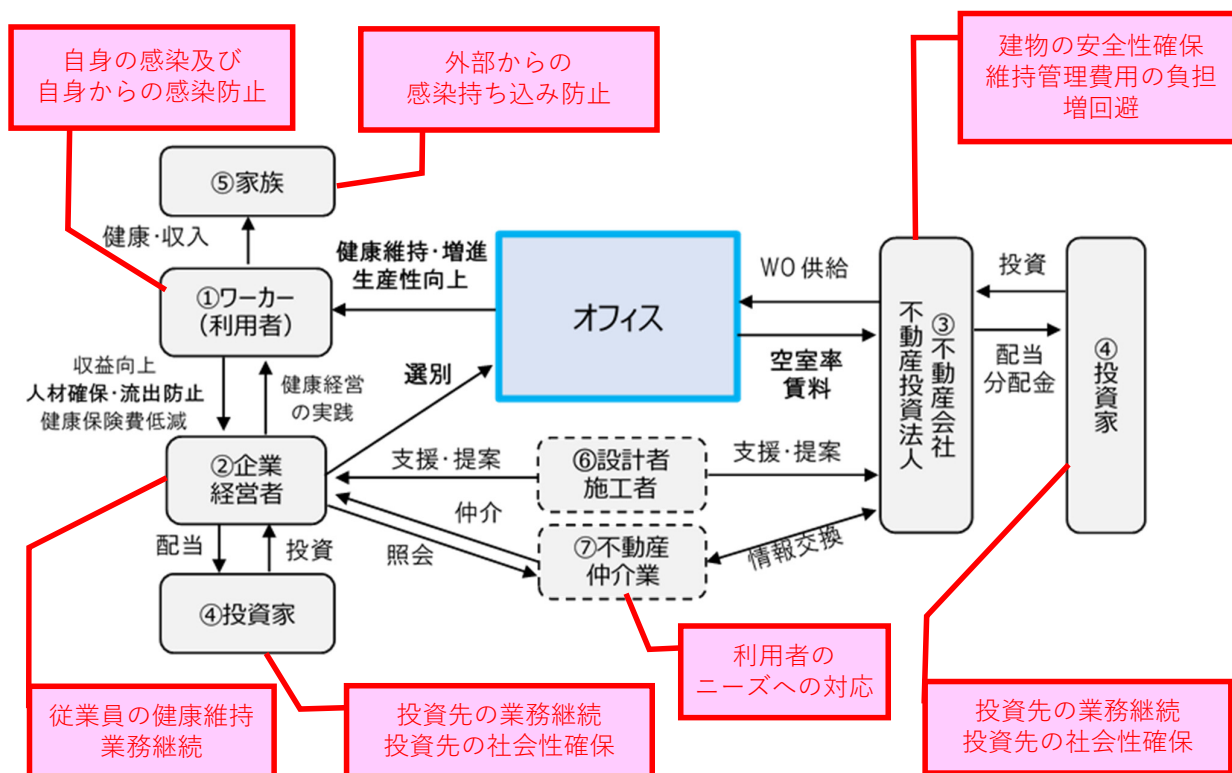 自身の感染及び
自身からの感染防止
外部からの
感染持ち込み防止
建物の安全性確保
維持管理費用の負担
増回避
⑤家族
健康・収入
健康維持・増進
生産性向上
①ワーカー
（利用者）
オフィス
WO 供給
空室率
賃料
③不動産会社
不動産投資法人
投資
配当
分配金
④投資家
収益向上
人材確保・流出防止
健康保険費低減
健康経営
の実践
選別
②企業
経営者
支援・提案
⑥設計者
施工者
支援・提案
仲介
照会
⑦不動産
仲介業
情報交換
配当
投資
④投資家
利用者の
ニーズへの対応
従業員の健康維持
業務継続
投資先の業務継続
投資先の社会性確保
投資先の業務継続
投資先の社会性確保